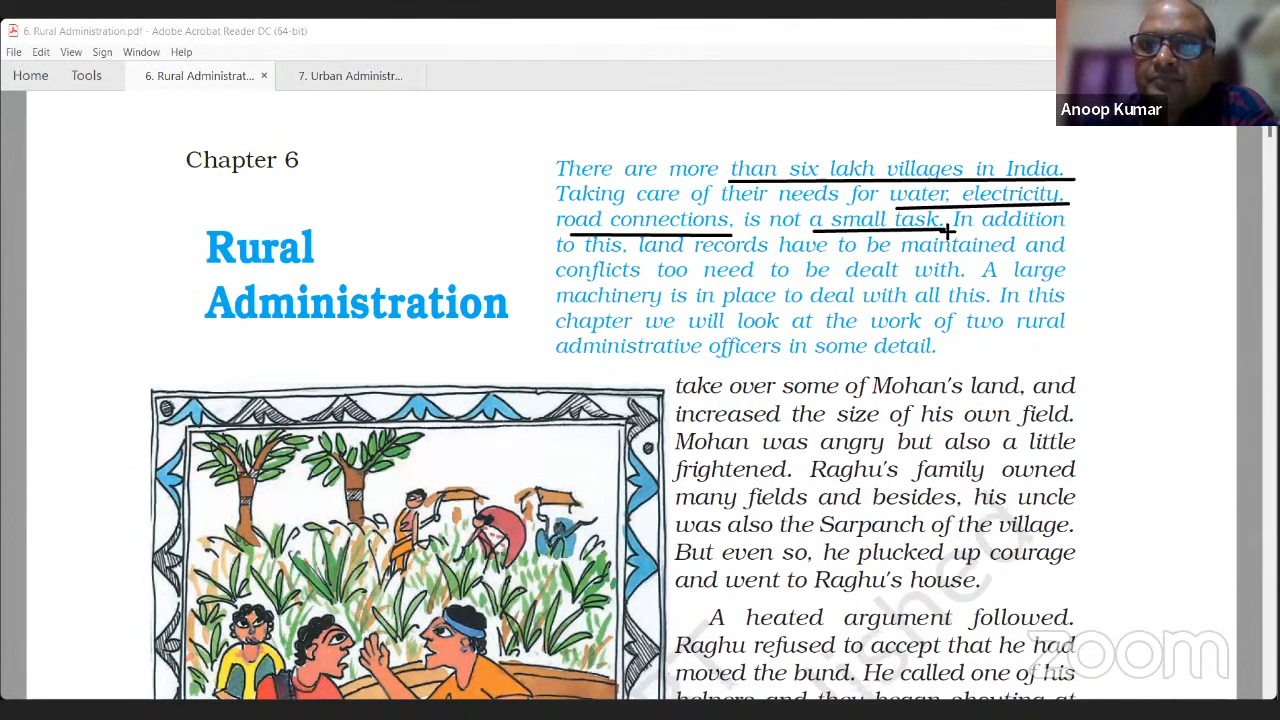 6. Rural Administration.pdf - Adobe Acrobat Reader DC (64-bit)
File Edit View Sign Window Help
Home Tools 6. Rural Administrat... × 7. Urban Administr...
Anoop Kumar
Chapter 6
Rural
Administration
There are more than six lakh villages in India.
Taking care of their needs for water, electricity,
road connections, is not a small task. In addition
to this, land records have to be maintained and
conflicts too need to be dealt with. A large
machinery is in place to deal with all this. In this
chapter we will look at the work of two rural
administrative officers in some detail.
take over some of Mohan's land, and
increased the size of his own field.
Mohan was angry but also a little
frightened. Raghu's family owned
many fields and besides, his uncle
was also the Sarpanch of the village.
But even so, he plucked up courage
and went to Raghu's house.
A heated argument followed.
Raghu refused to accept that he had
moved the bund. He called one of his
helpers and they began shouting at
zoom